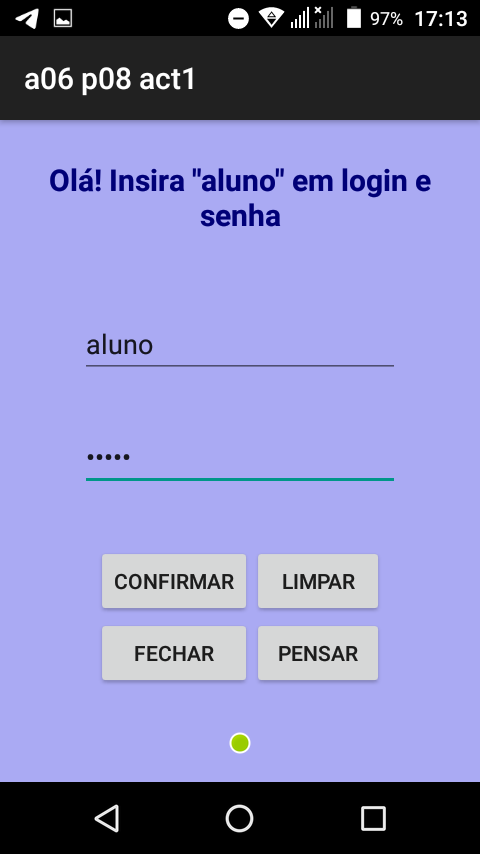 97% 17:13
a06 p08 act1
Olá! Insira "aluno" em login e
senha
aluno
•••••
CONFIRMAR LIMPAR
FECHAR PENSAR